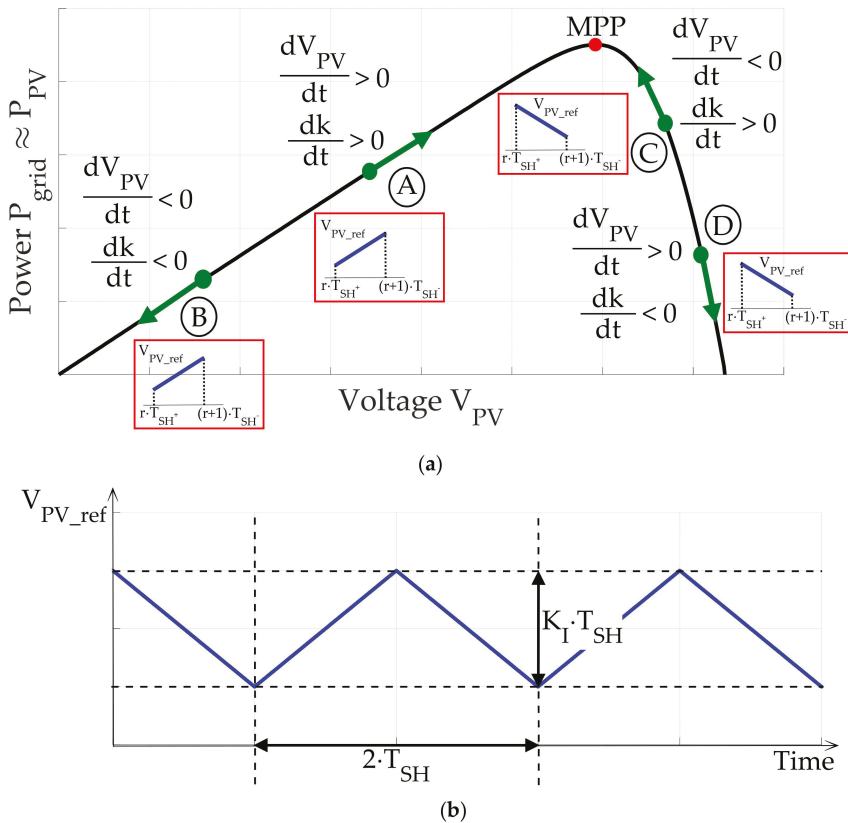 MPP
dV_PV/dt > 0
dk/dt > 0
dV_PV/dt < 0
dk/dt > 0
V_PV_ref
r·T_SH⁺ (r+1)·T_SH⁻
C
A
dV_PV/dt < 0
dk/dt < 0
V_PV_ref
r·T_SH⁺ (r+1)·T_SH⁻
dV_PV/dt > 0
dk/dt < 0
D
V_PV_ref
r·T_SH⁺ (r+1)·T_SH⁻
B
V_PV_ref
r·T_SH⁺ (r+1)·T_SH⁻
Power P_grid ≈ P_PV
Voltage V_PV
(a)
V_PV_ref
K_I·T_SH
2·T_SH
Time
(b)